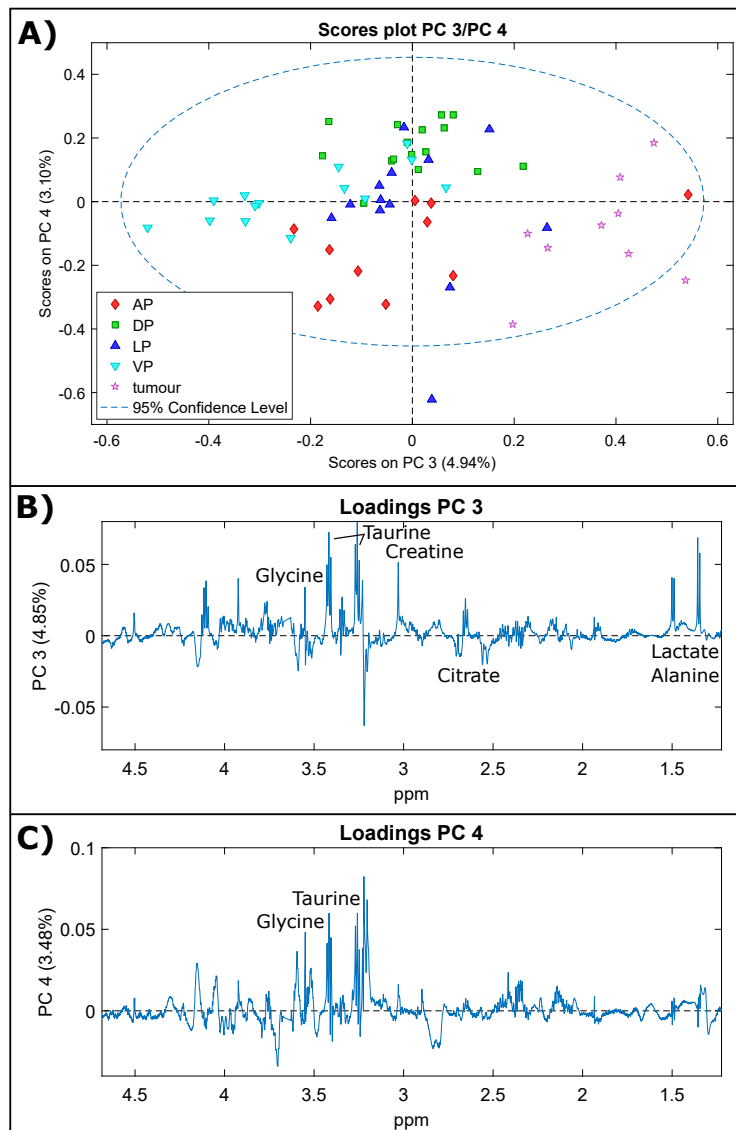 A)
Scores plot PC 3/PC 4
Scores on PC 4 (3.10%)
0.4
0.2
0
-0.2
-0.4
-0.6
AP
DP
LP
VP
tumour
95% Confidence Level
-0.6 -0.4 -0.2 0 0.2 0.4 0.6
Scores on PC 3 (4.94%)
B)
Loadings PC 3
PC 3 (4.85%)
0.05
0
-0.05
Taurine
Creatine
Glycine
Citrate
Lactate
Alanine
4.5 4 3.5 3 2.5 2 1.5
ppm
C)
Loadings PC 4
PC 4 (3.48%)
0.1
0.05
0
Taurine
Glycine
4.5 4 3.5 3 2.5 2 1.5
ppm